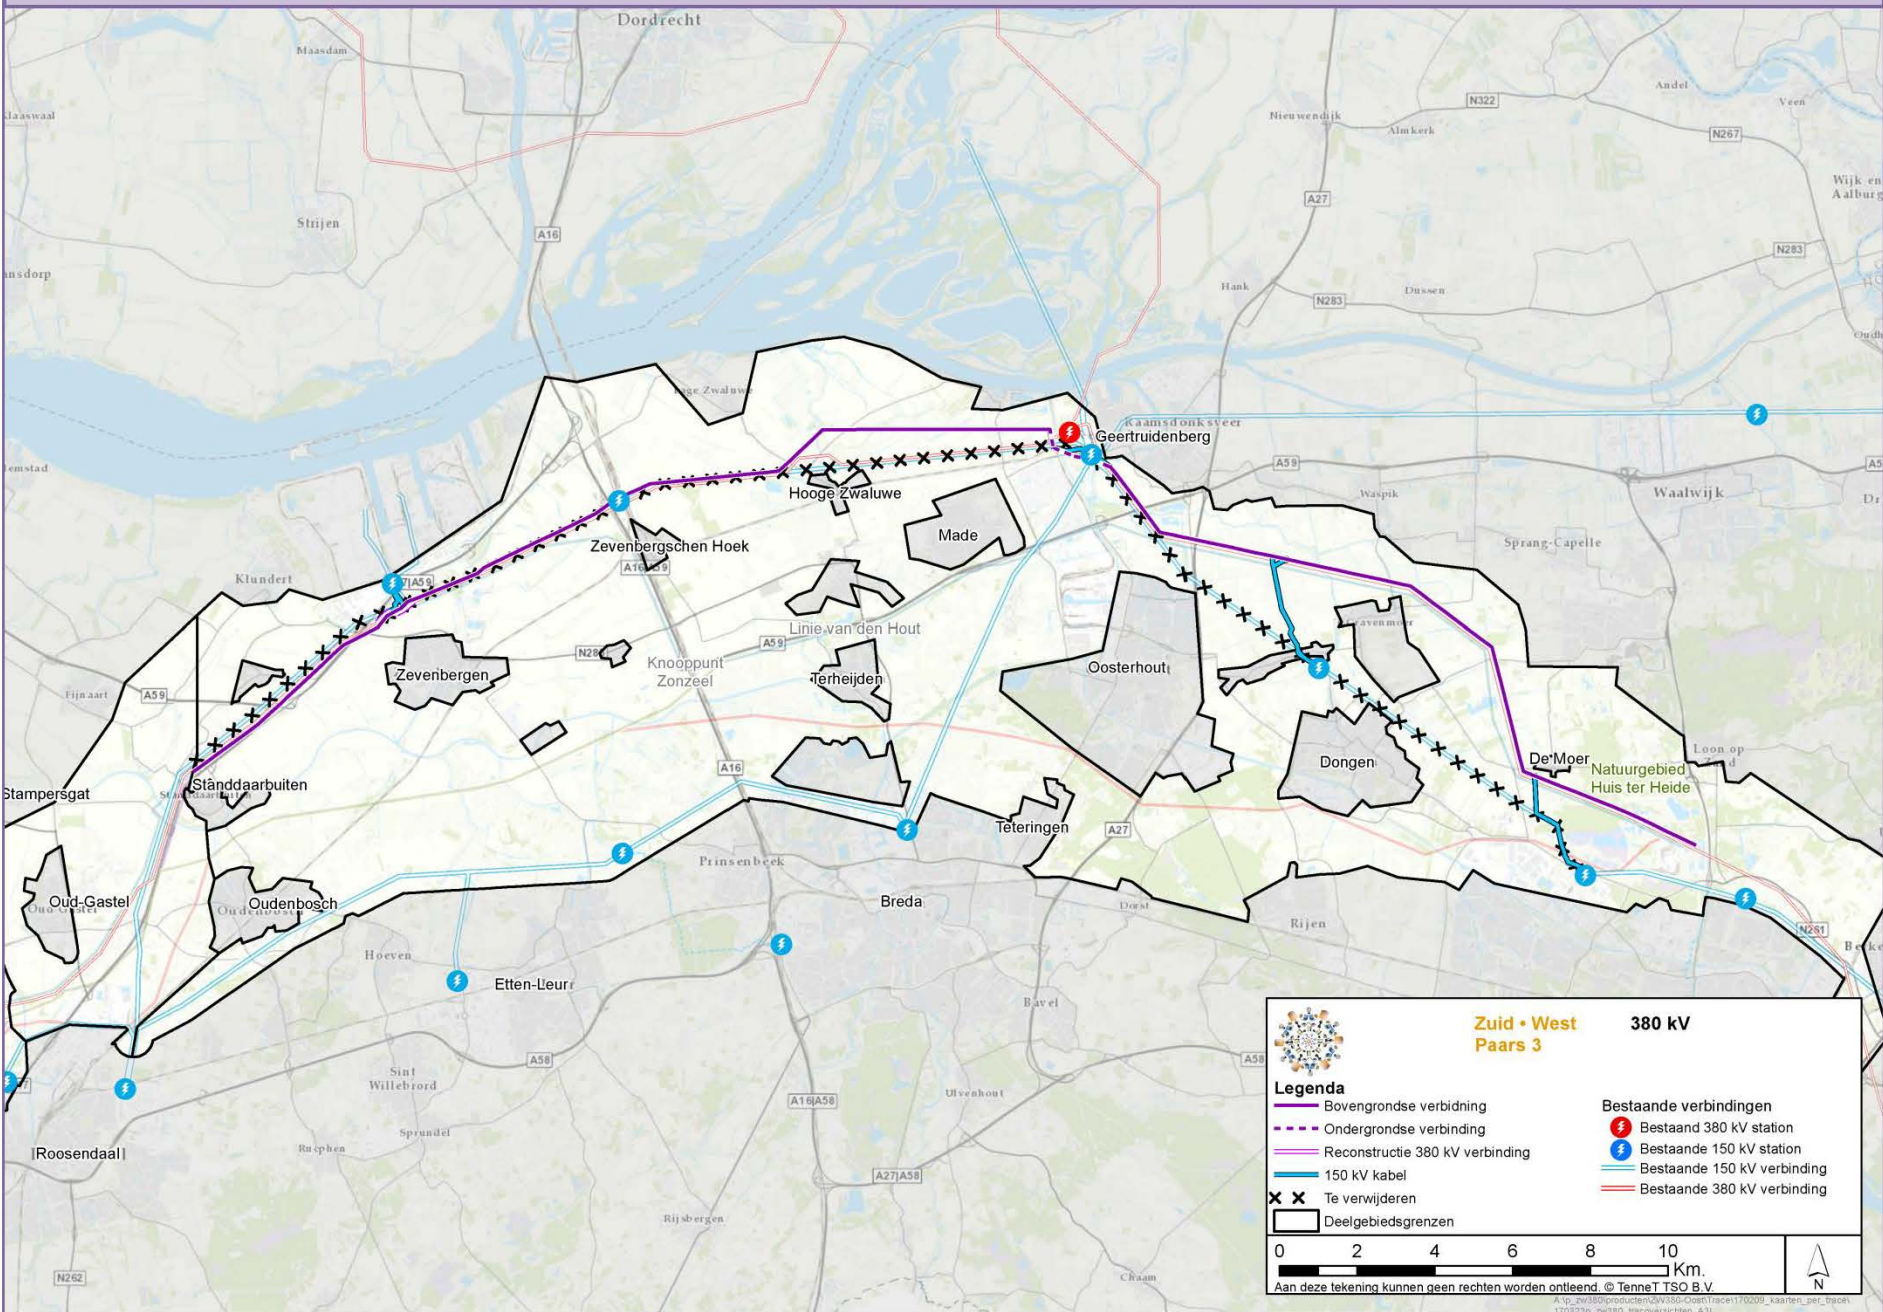 Dordrecht
Maasdam
Klaaswaal
N322
Andel
Veen
Nieuwendijk
Almkerk
N267
A27
Wijk en
Aalburg
Strijen
A16
N283
Hank
N283
Dussen
Geertruidenberg
Raamsdonksveer
A59
Waspik
Waalwijk
Hooge Zwaluwe
Made
Zevenbergschen Hoek
Sprang-Capelle
Klundert
A59
Linie van den Hout
Gravenmoer
Knooppunt
Zonzeel
A59
Zevenbergen
Terheijden
Oosterhout
Fijnaart
A59
Standdaarbuiten
Stampersgat
A16
Dongen
De Moer
Natuurgebied
Huis ter Heide
Loon op
Teteringen
A27
Prinsenbeek
Breda
Dorst
Rijen
Oud-Gastel
Oudenbosch
N261
Hoeven
Etten-Leur
Bavel
A58
A58
Sint
Willebrord
A16|A58
Ulvenhout
Roosendaal
Rucphen
Sprundel
A27|A58
Rijsbergen
N262
Chaam
Zuid • West 380 kV
Paars 3
Legenda
Bovengrondse verbidning
Ondergrondse verbinding
Reconstructie 380 kV verbinding
150 kV kabel
Te verwijderen
Deelgebiedsgrenzen
Bestaande verbindingen
Bestaand 380 kV station
Bestaande 150 kV station
Bestaande 150 kV verbinding
Bestaande 380 kV verbinding
0 2 4 6 8 10
Km.
N
Aan deze tekening kunnen geen rechten worden ontleend. © TenneT TSO B.V.